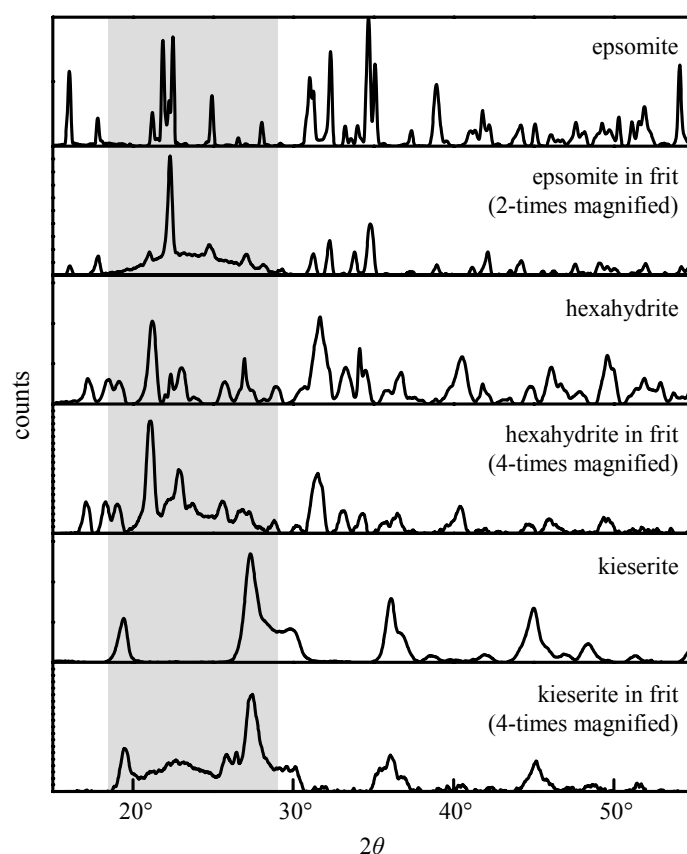 epsomite
epsomite in frit
(2-times magnified)
hexahydrite
counts
hexahydrite in frit
(4-times magnified)
kieserite
kieserite in frit
(4-times magnified)
20° 30° 40° 50°
2θ